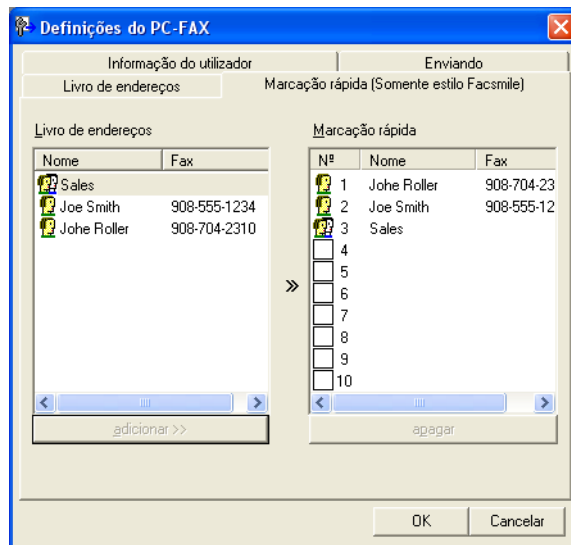 Definições do PC-FAX
Informação do utilizador Enviando
Livro de endereços Marcação rápida (Somente estilo Facsmile)
Livro de endereços Marcação rápida
Nome Fax Nº Nome Fax
Sales 1 Johe Roller 908-704-23
Joe Smith 908-555-1234 2 Joe Smith 908-555-12
Johe Roller 908-704-2310 3 Sales
4
5
6
»
7
8
9
10
adicionar >> apagar
OK Cancelar